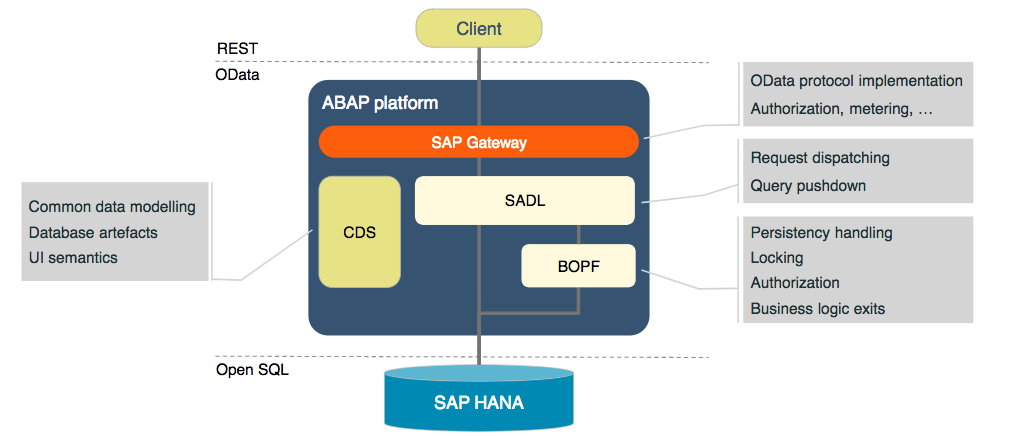 Client
REST
OData
ABAP platform
SAP Gateway
CDS
SADL
BOPF
Open SQL
SAP HANA
Common data modelling
Database artefacts
UI semantics
OData protocol implementation
Authorization, metering, ...
Request dispatching
Query pushdown
Persistency handling
Locking
Authorization
Business logic exits